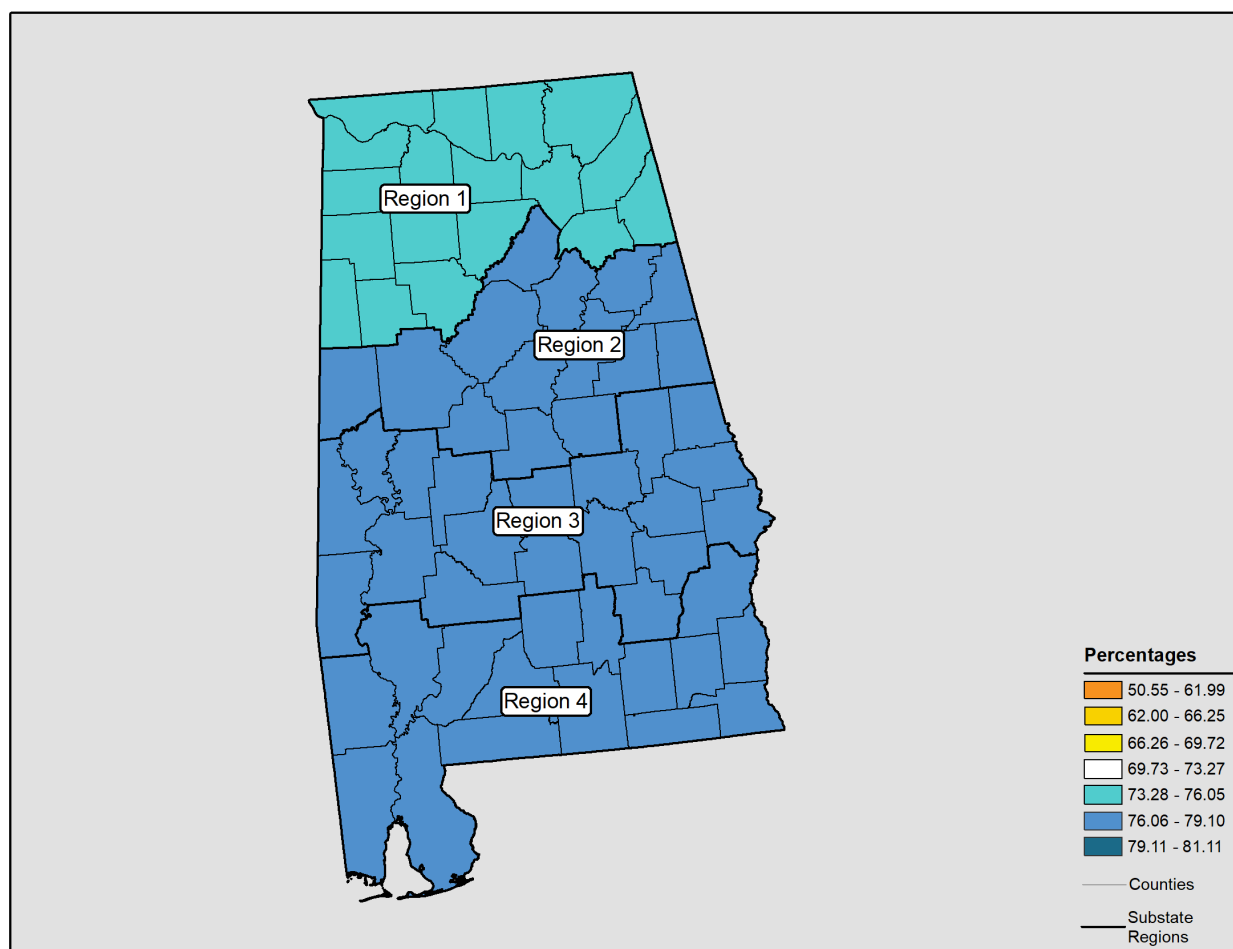 Region 1
Region 2
Region 3
Region 4
Percentages
50.55 - 61.99
62.00 - 66.25
66.26 - 69.72
69.73 - 73.27
73.28 - 76.05
76.06 - 79.10
79.11 - 81.11
Counties
Substate
Regions